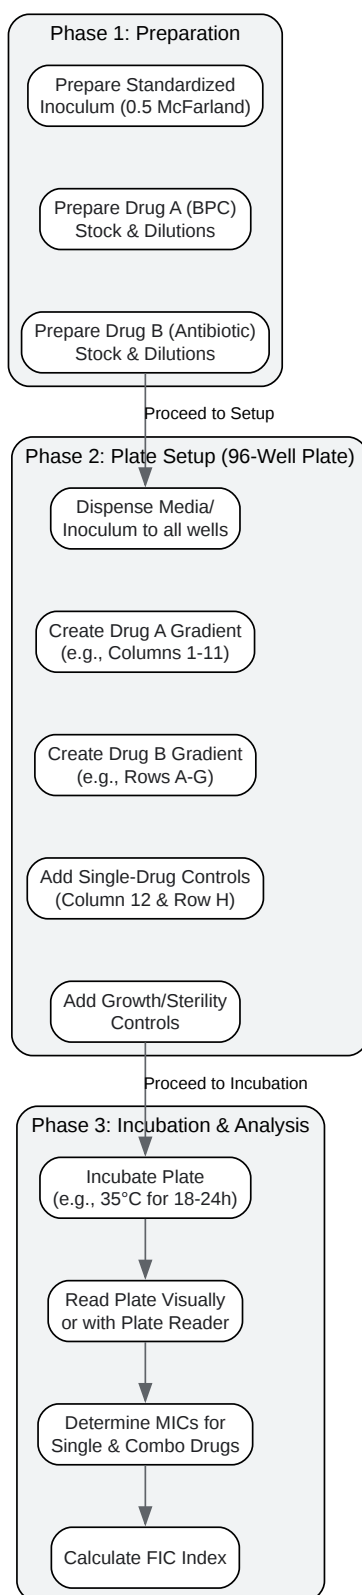 Phase 1: Preparation
Prepare Standardized
Inoculum (0.5 McFarland)
Prepare Drug A (BPC)
Stock & Dilutions
Prepare Drug B (Antibiotic)
Stock & Dilutions
Proceed to Setup
Phase 2: Plate Setup (96-Well Plate)
Dispense Media/
Inoculum to all wells
Create Drug A Gradient
(e.g., Columns 1-11)
Create Drug B Gradient
(e.g., Rows A-G)
Add Single-Drug Controls
(Column 12 & Row H)
Add Growth/Sterility
Controls
Proceed to Incubation
Phase 3: Incubation & Analysis
Incubate Plate
(e.g., 35°C for 18-24h)
Read Plate Visually
or with Plate Reader
Determine MICs for
Single & Combo Drugs
Calculate FIC Index